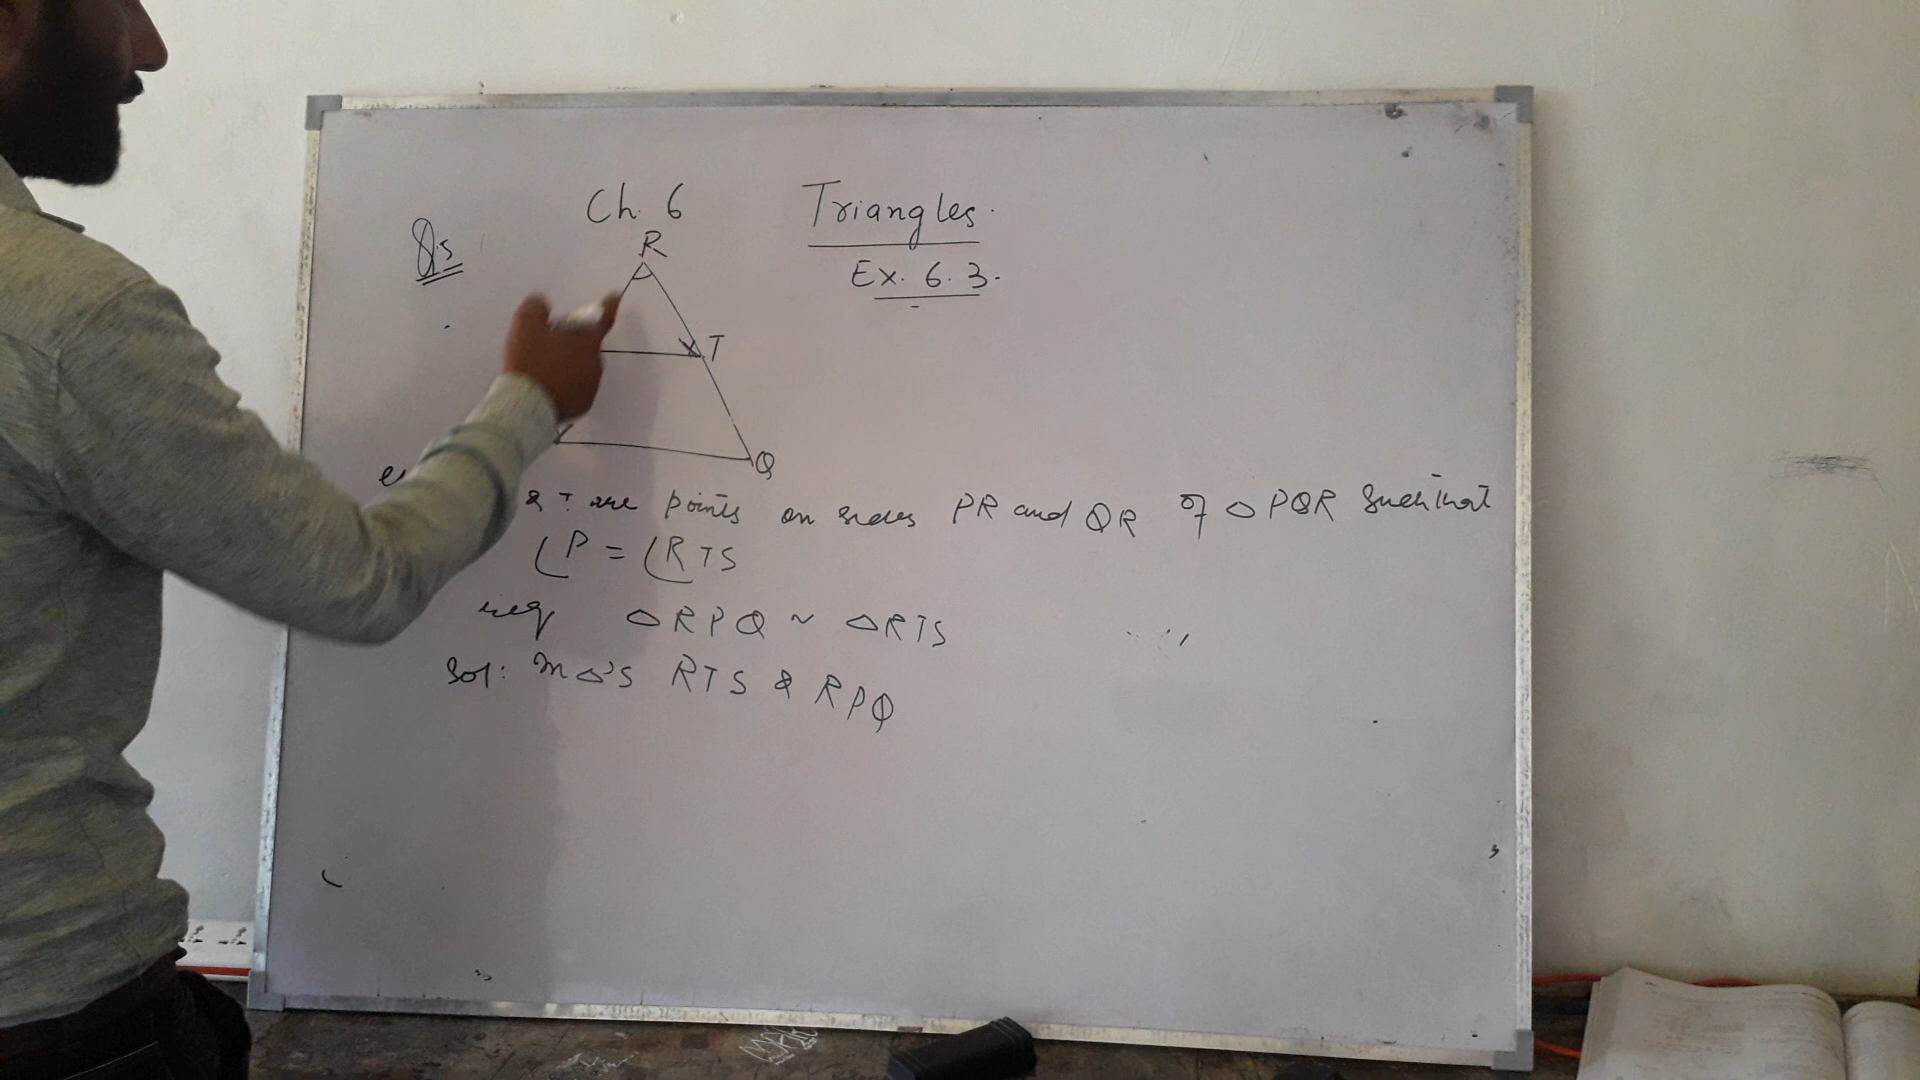 Ch. 6 Triangles.
Q5
Ex. 6.3.
R
T
Q
& T are points on sides PR and QR of △ PQR such that
∠P = ∠RTS
req △RPQ ~ △RTS
Sol: In △'s RTS & RPQ